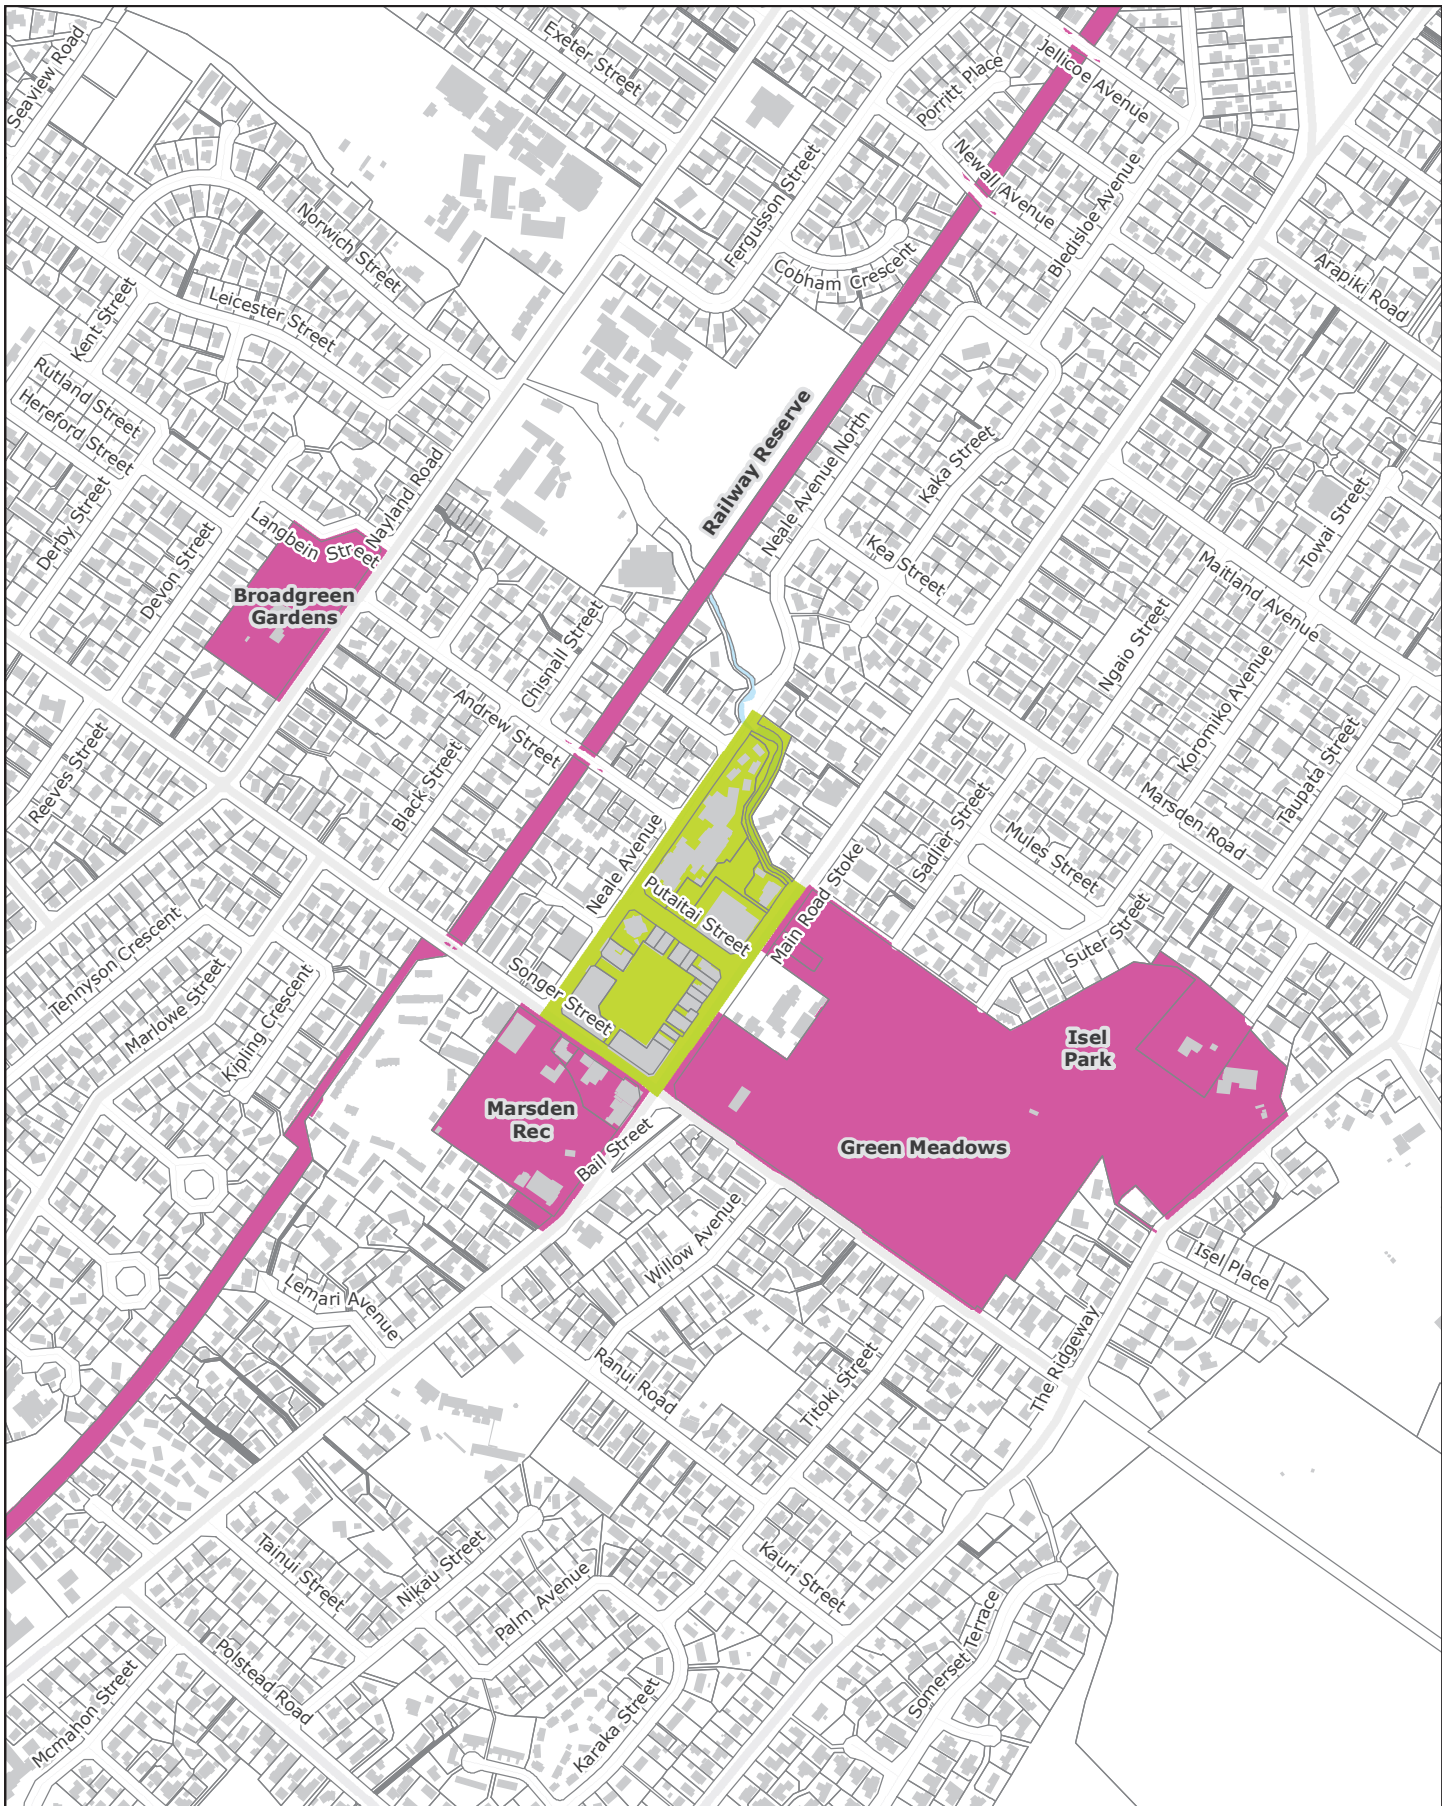 Exeter Street
Jellicoe Avenue
Seaview Road
Porritt Place
Newall Avenue
Fergusson Street
Bledisloe Avenue
Norwich Street
Cobham Crescent
Arapiki Road
Kent Street
Leicester Street
Rutland Street
Hereford Street
Railway Reserve
Neale Avenue North
Kaka Street
Nayland Road
Derby Street
Langbein Street
Devon Street
Kea Street
Towai Street
Maitland Avenue
Broadgreen
Gardens
Chisnall Street
Ngaio Street
Koromiko Avenue
Andrew Street
Reeves Street
Black Street
Taupata Street
Marsden Road
Sadlier Street
Mules Street
Neale Avenue
Putaitai Street
Main Road Stoke
Suter Street
Tennyson Crescent
Marlowe Street
Kipling Crescent
Songer Street
Isel
Park
Marsden
Rec
Bail Street
Green Meadows
Willow Avenue
Isel Place
Lemari Avenue
The Ridgeway
Ranui Road
Titoki Street
Tainui Street
Nikau Street
Palm Avenue
Kauri Street
Somerset Terrace
Polstead Road
Mcmahon Street
Karaka Street